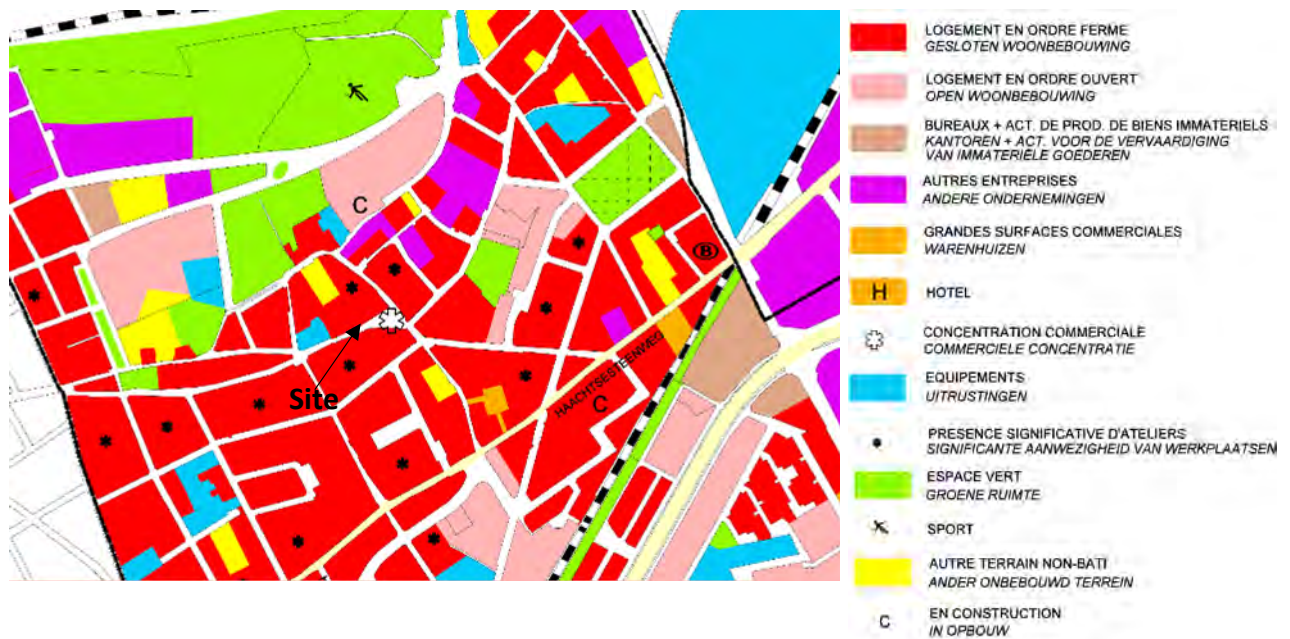 C
B
Site
HAACHTSESTEENWEG
C
LOGEMENT EN ORDRE FERME
GESLOTEN WOONBEBOUWING
LOGEMENT EN ORDRE OUVERT
OPEN WOONBEBOUWING
BUREAUX + ACT. DE PROD. DE BIENS IMMATERIELS
KANTOREN + ACT. VOOR DE VERVAARDIGING
VAN IMMATERIËLE GOEDEREN
AUTRES ENTREPRISES
ANDERE ONDERNEMINGEN
GRANDES SURFACES COMMERCIALES
WARENHUIZEN
H HOTEL
CONCENTRATION COMMERCIALE
COMMERCIELE CONCENTRATIE
EQUIPEMENTS
UITRUSTINGEN
PRESENCE SIGNIFICATIVE D'ATELIERS
SIGNIFICANTE AANWEZIGHEID VAN WERKPLAATSEN
ESPACE VERT
GROENE RUIMTE
SPORT
AUTRE TERRAIN NON-BATI
ANDER ONBEBOUWD TERREIN
C EN CONSTRUCTION
IN OPBOUW